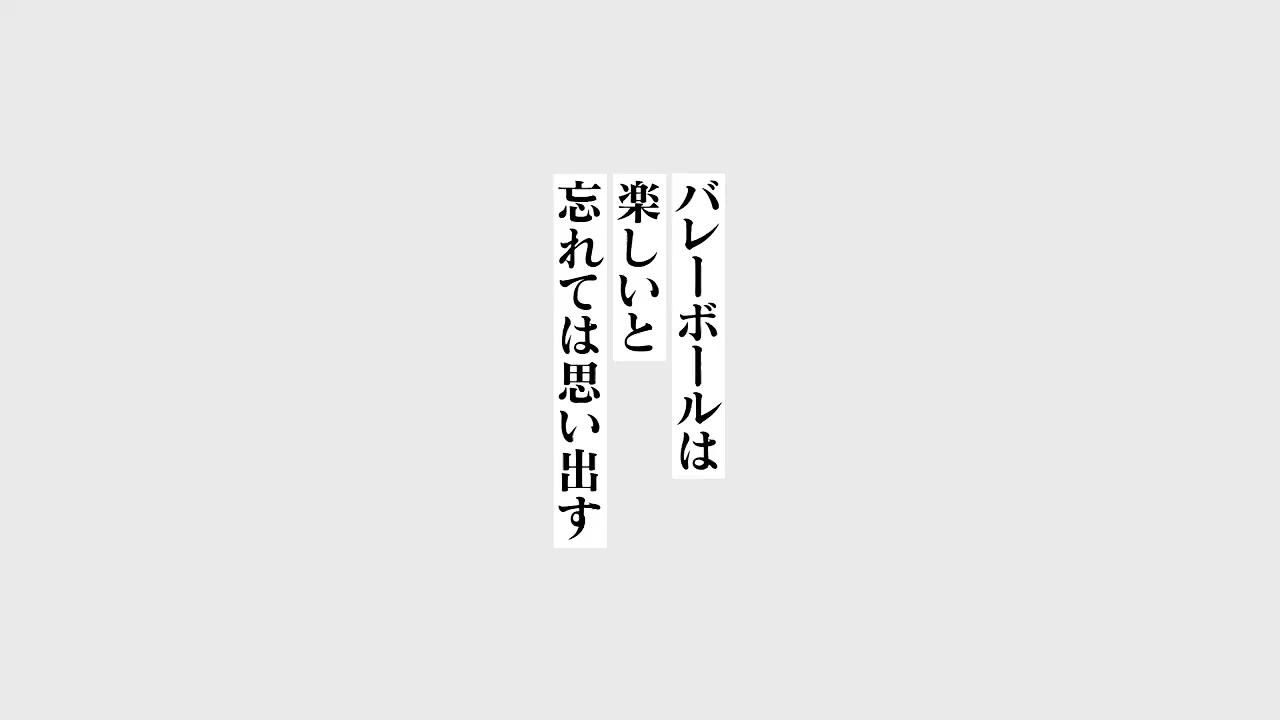 バレーボールは
楽しいと
忘れては思い出す